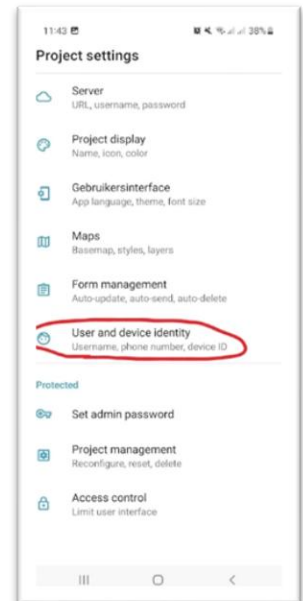 11:43
38%
Project settings
Server
URL, username, password
Project display
Name, icon, color
Gebruikersinterface
App language, theme, font size
Maps
Basemap, styles, layers
Form management
Auto-update, auto-send, auto-delete
User and device identity
Username, phone number, device ID
Protected
Set admin password
Project management
Reconfigure, reset, delete
Access control
Limit user interface